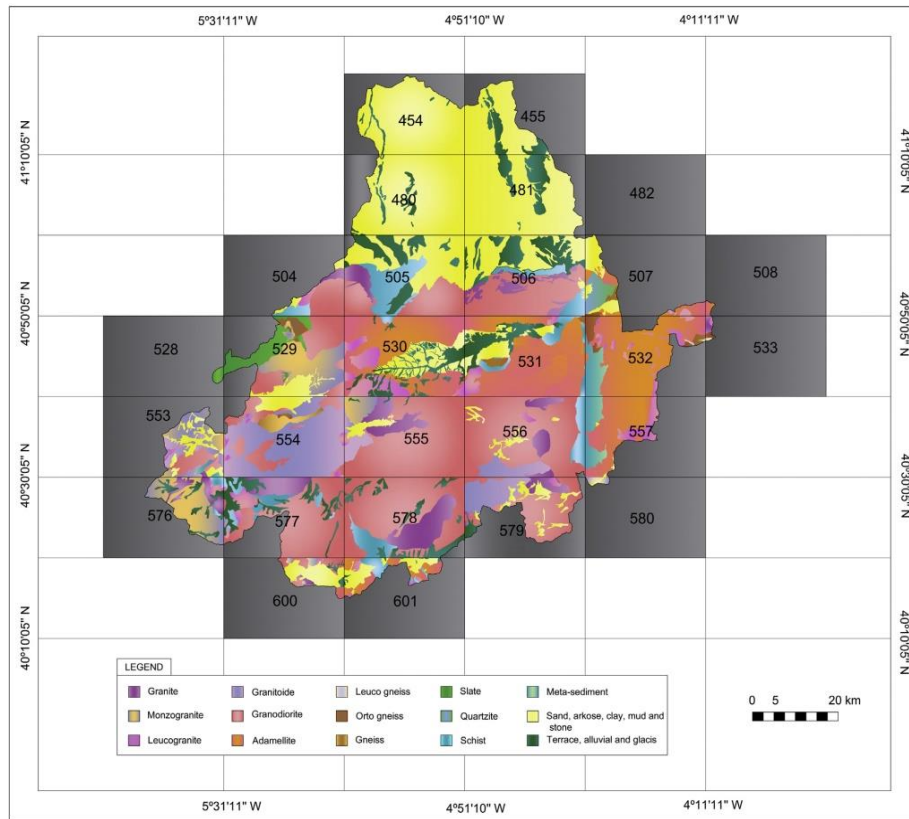 5º31'11" W 4º51'10" W 4º11'11" W
454 455
41º10'05" N 41º10'05" N
480 481 482
504 505 506 507 508
40º50'05" N 40º50'05" N
528 529 530 531 532 533
553 554 555 556 557
40º30'05" N 40º30'05" N
576 577 578 579 580
600 601
40º10'05" N 40º10'05" N
LEGEND
Granite Granitoide Leuco gneiss Slate Meta-sediment
Monzogranite Granodiorite Orto gneiss Quartzite Sand, arkose, clay, mud and
stone
Leucogranite Adamellite Gneiss Schist Terrace, alluvial and glacis
0 5 20 km
5º31'11" W 4º51'10" W 4º11'11" W